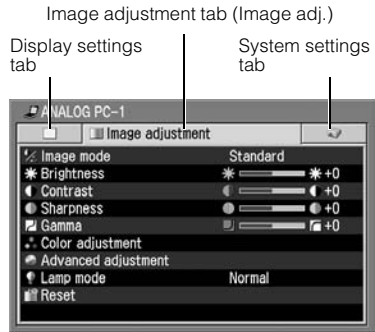 Image adjustment tab (Image adj.)
Display settings tab
System settings tab
ANALOG PC-1
Image adjustment
Image mode Standard
Brightness +0
Contrast +0
Sharpness +0
Gamma +0
Color adjustment
Advanced adjustment
Lamp mode Normal
Reset